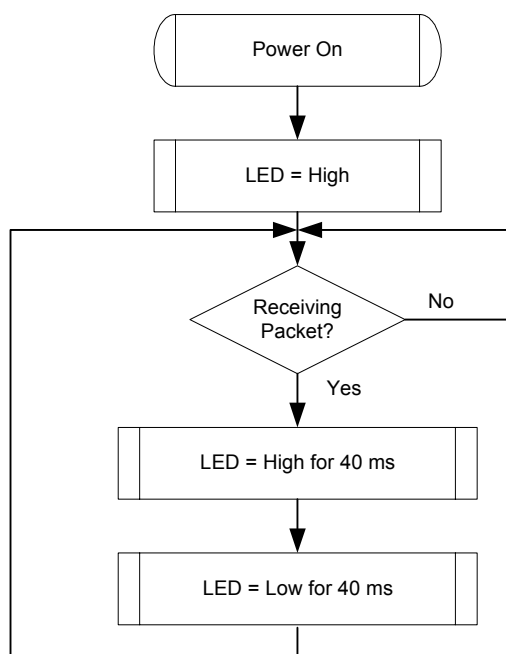 Power On
LED = High
Receiving
Packet?
No
Yes
LED = High for 40 ms
LED = Low for 40 ms